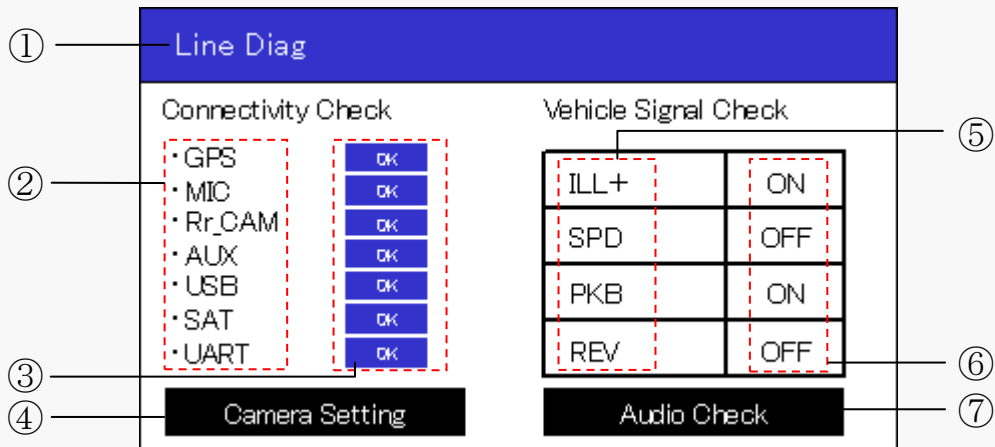 ① Line Diag
Connectivity Check
② ・GPS OK
・MIC OK
・Rr_CAM OK
・AUX OK
・USB OK
・SAT OK
・UART OK
③
④ Camera Setting
Vehicle Signal Check
⑤
ILL+ ON
SPD OFF
PKB ON
REV OFF
⑥
Audio Check ⑦